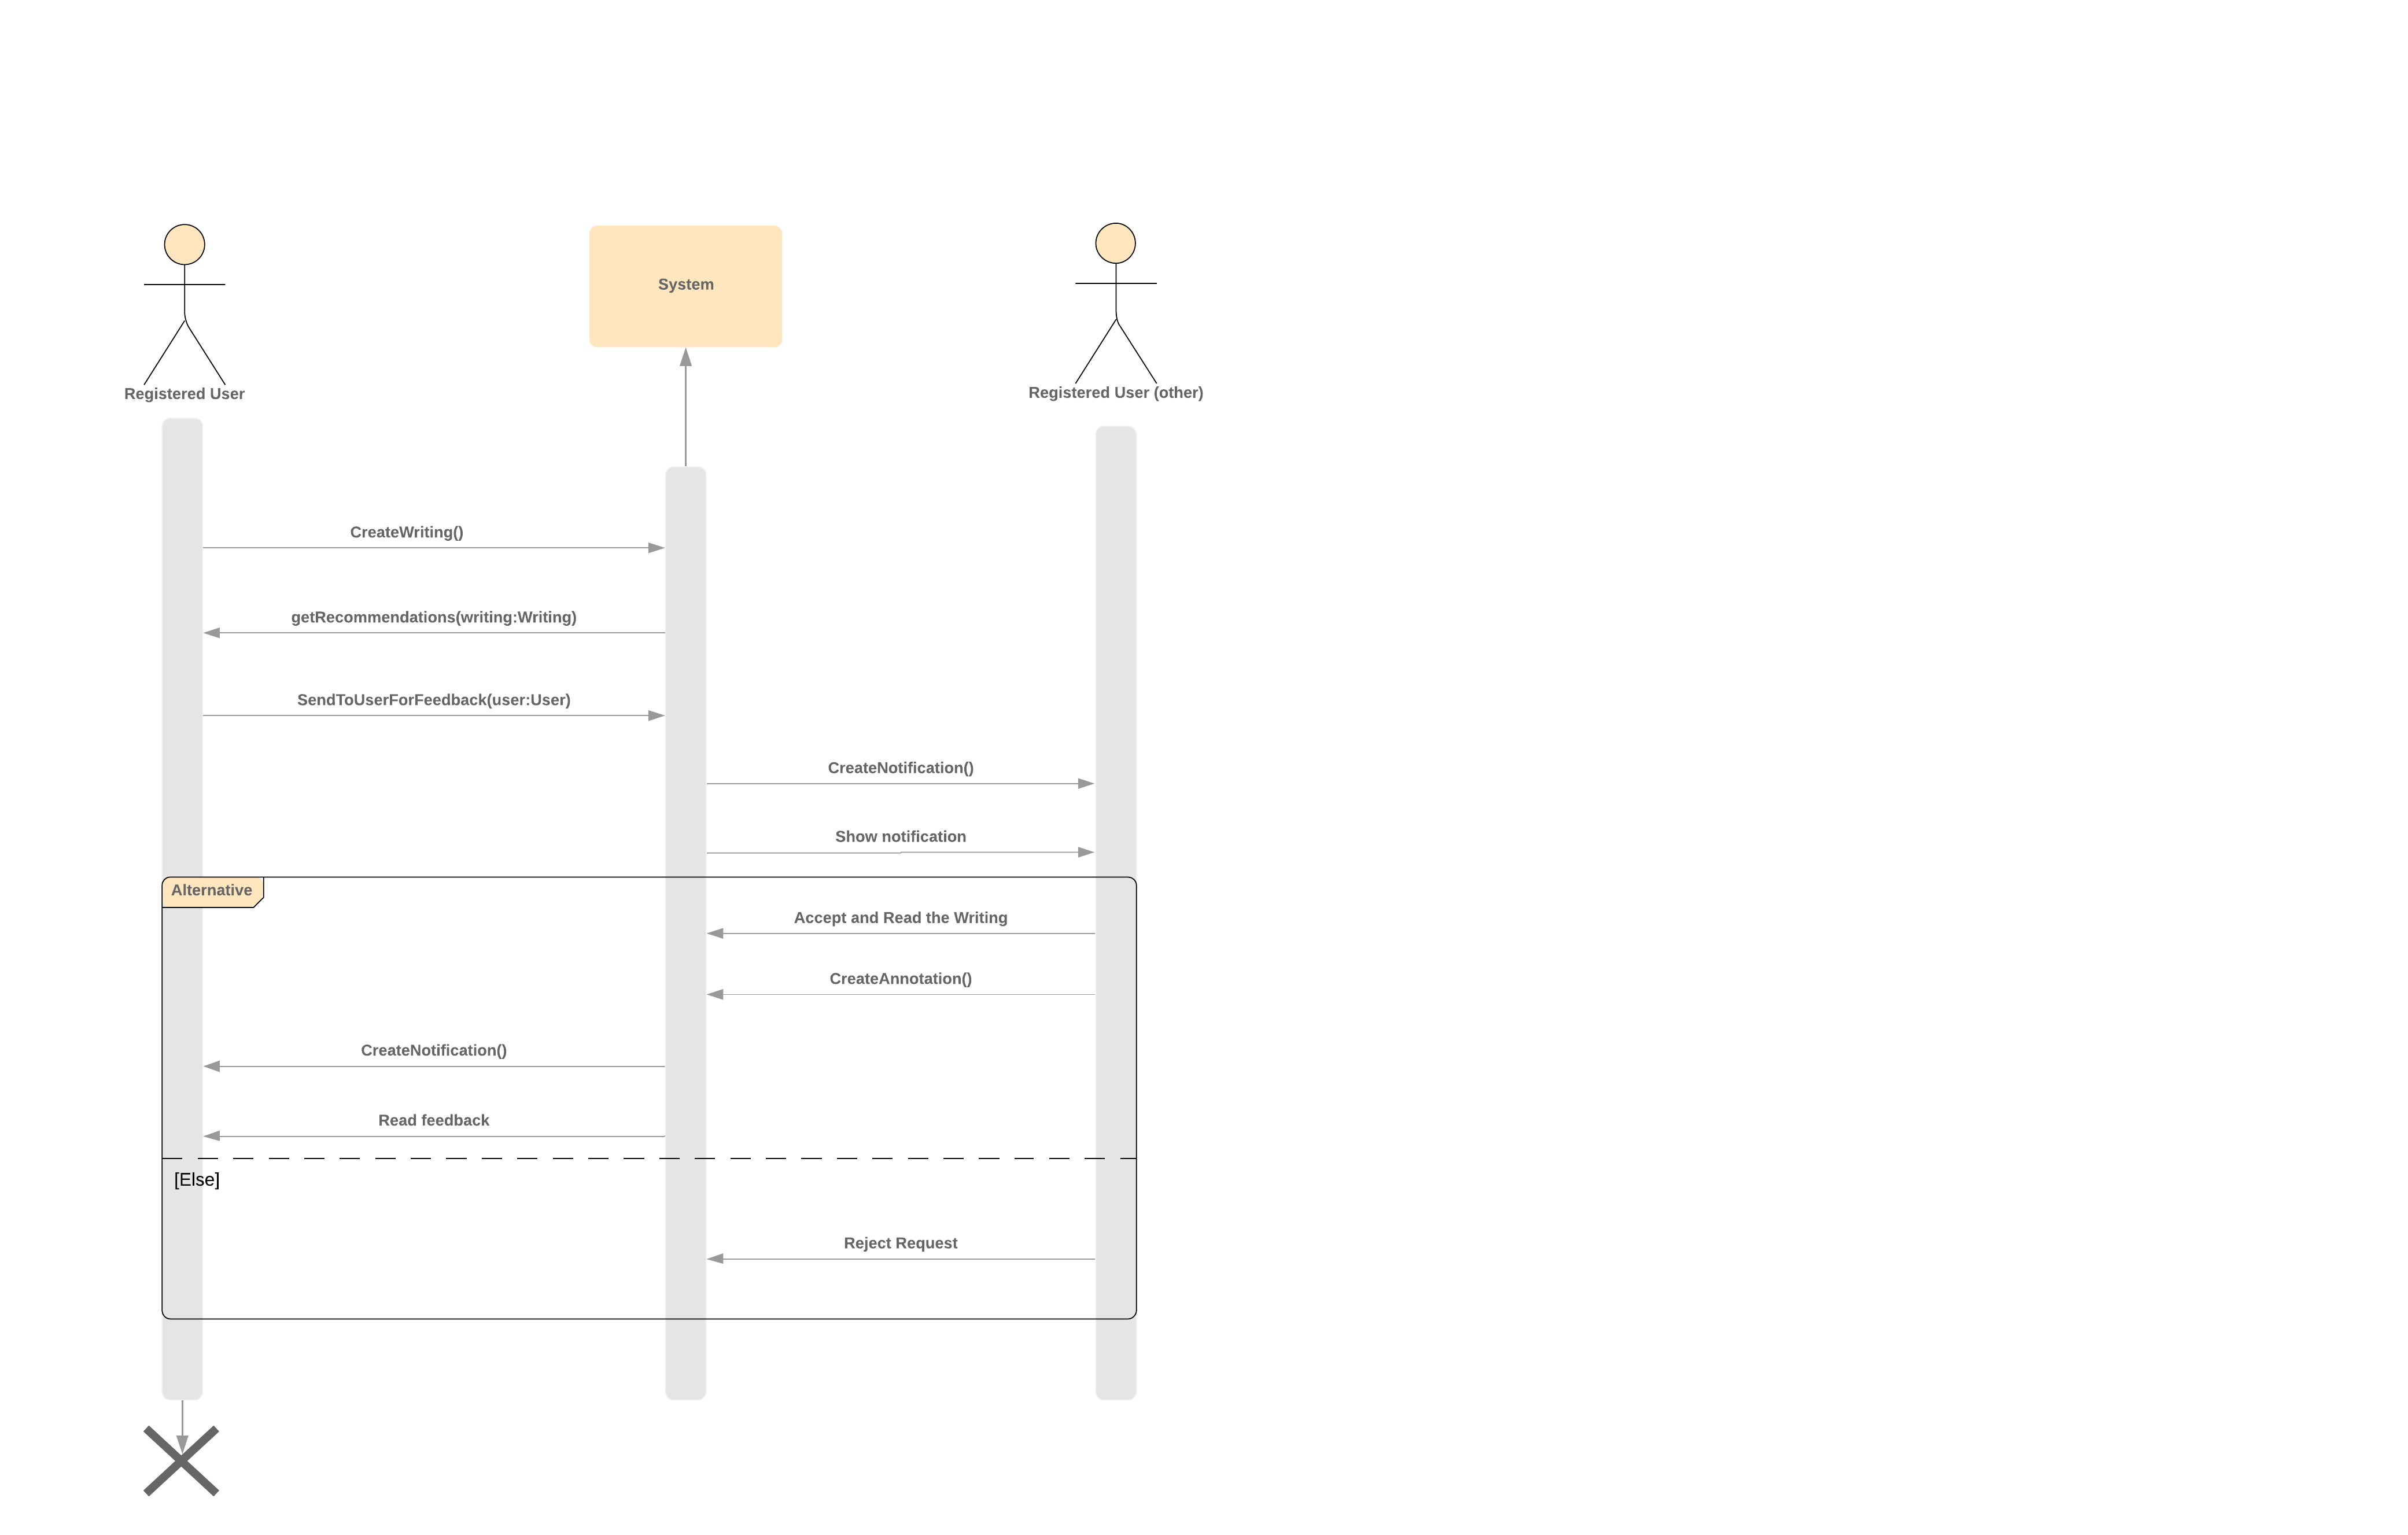 System
Registered User
Registered User (other)
CreateWriting()
getRecommendations(writing:Writing)
SendToUserForFeedback(user:User)
CreateNotification()
Show notification
Alternative
Accept and Read the Writing
CreateAnnotation()
CreateNotification()
Read feedback
[Else]
Reject Request